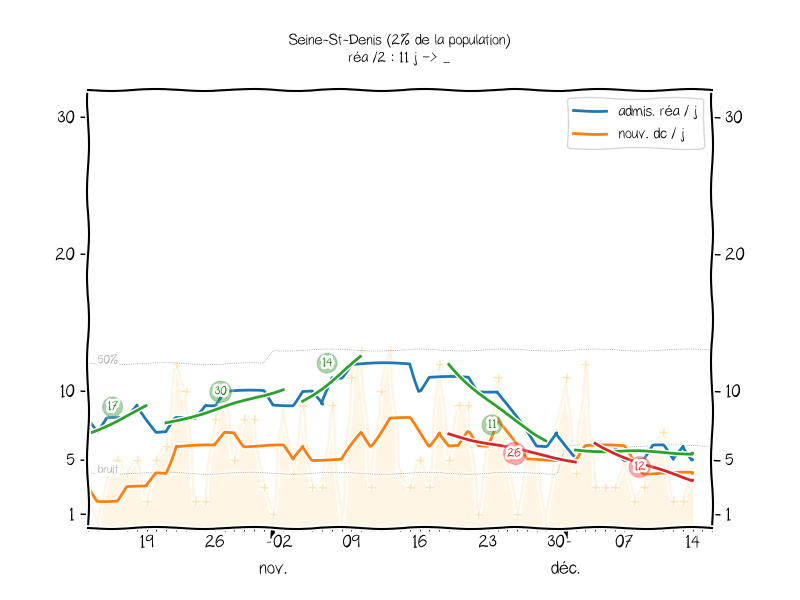 Seine-St-Denis (2% de la population)
réa /2 : 11 j -> _
admis. réa / j
nouv. dc / j
30 30
20 20
10 10
5 5
1 1
50%
bruit
17 30 14 11 26 12
19 26 02 09 16 23 30 07 14
nov. déc.